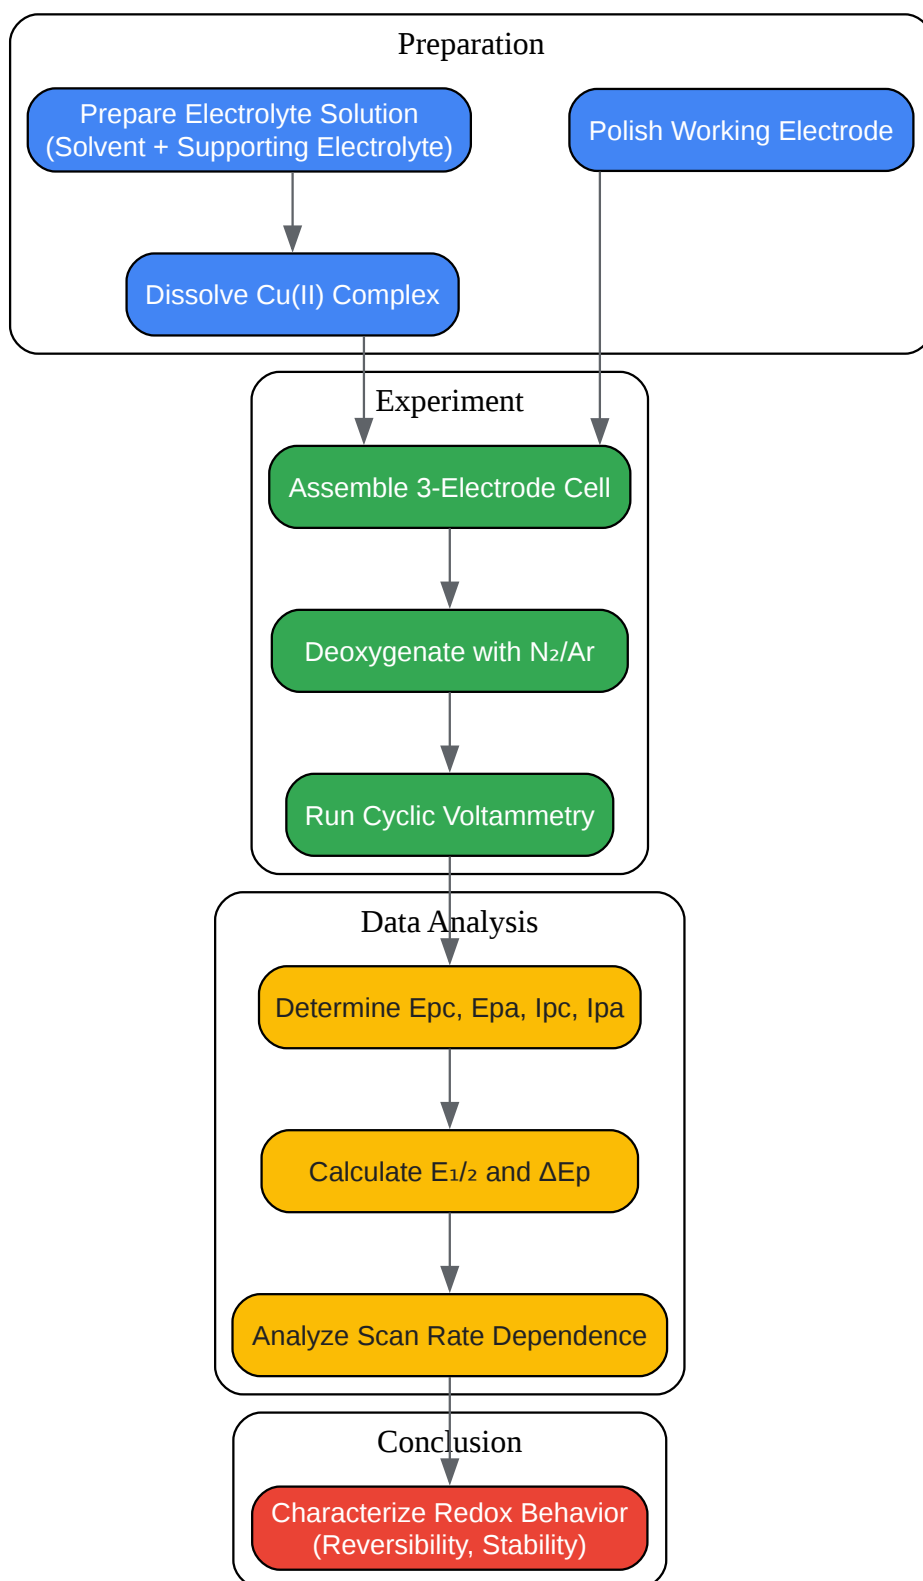 Preparation
Prepare Electrolyte Solution
(Solvent + Supporting Electrolyte)
Polish Working Electrode
Dissolve Cu(II) Complex
Experiment
Assemble 3-Electrode Cell
Deoxygenate with N₂/Ar
Run Cyclic Voltammetry
Data Analysis
Determine Epc, Epa, Ipc, Ipa
Calculate E₁/₂ and ΔEp
Analyze Scan Rate Dependence
Conclusion
Characterize Redox Behavior
(Reversibility, Stability)